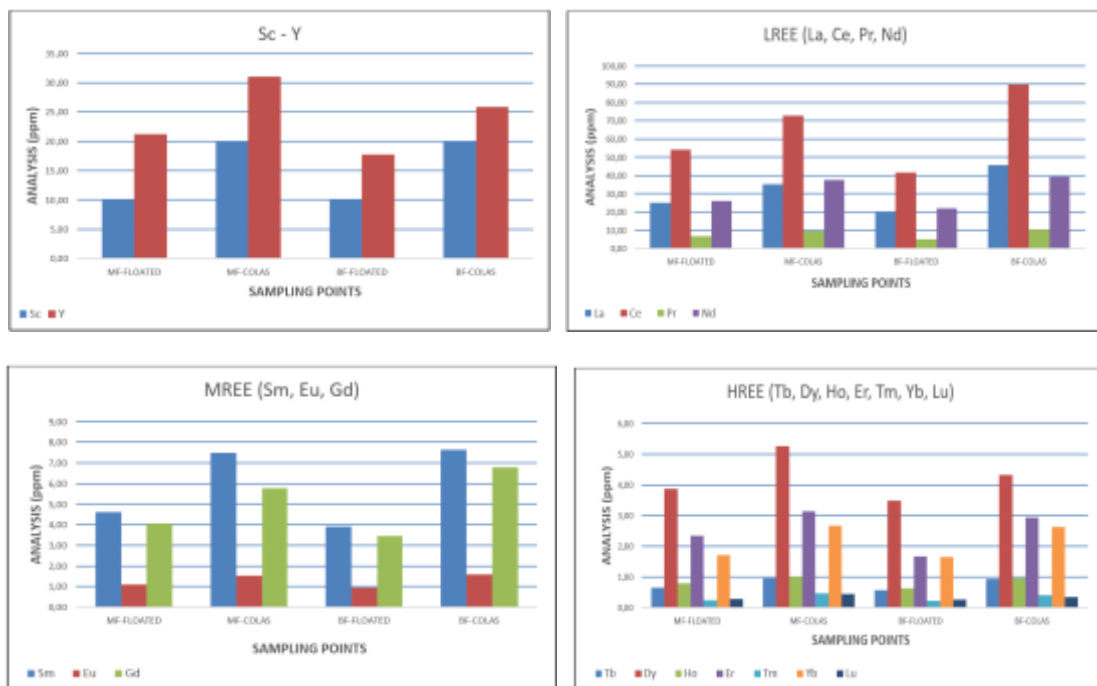 Sc - Y
ANALYSIS (ppm)
35,00
30,00
25,00
20,00
15,00
10,00
5,00
0,00
MF-FLOATED MF-COLAS BF-FLOATED BF-COLAS
SAMPLING POINTS
Sc Y
LREE (La, Ce, Pr, Nd)
ANALYSIS (ppm)
100,00
90,00
80,00
70,00
60,00
50,00
40,00
30,00
20,00
10,00
0,00
MF-FLOATED MF-COLAS BF-FLOATED BF-COLAS
SAMPLING POINTS
La Ce Pr Nd
MREE (Sm, Eu, Gd)
ANALYSIS (ppm)
9,00
8,00
7,00
6,00
5,00
4,00
3,00
2,00
1,00
0,00
MF-FLOATED MF-COLAS BF-FLOATED BF-COLAS
SAMPLING POINTS
Sm Eu Gd
HREE (Tb, Dy, Ho, Er, Tm, Yb, Lu)
ANALYSIS (ppm)
6,00
5,00
4,00
3,00
2,00
1,00
0,00
MF-FLOATED MF-COLAS BF-FLOATED BF-COLAS
SAMPLING POINTS
Tb Dy Ho Er Tm Yb Lu